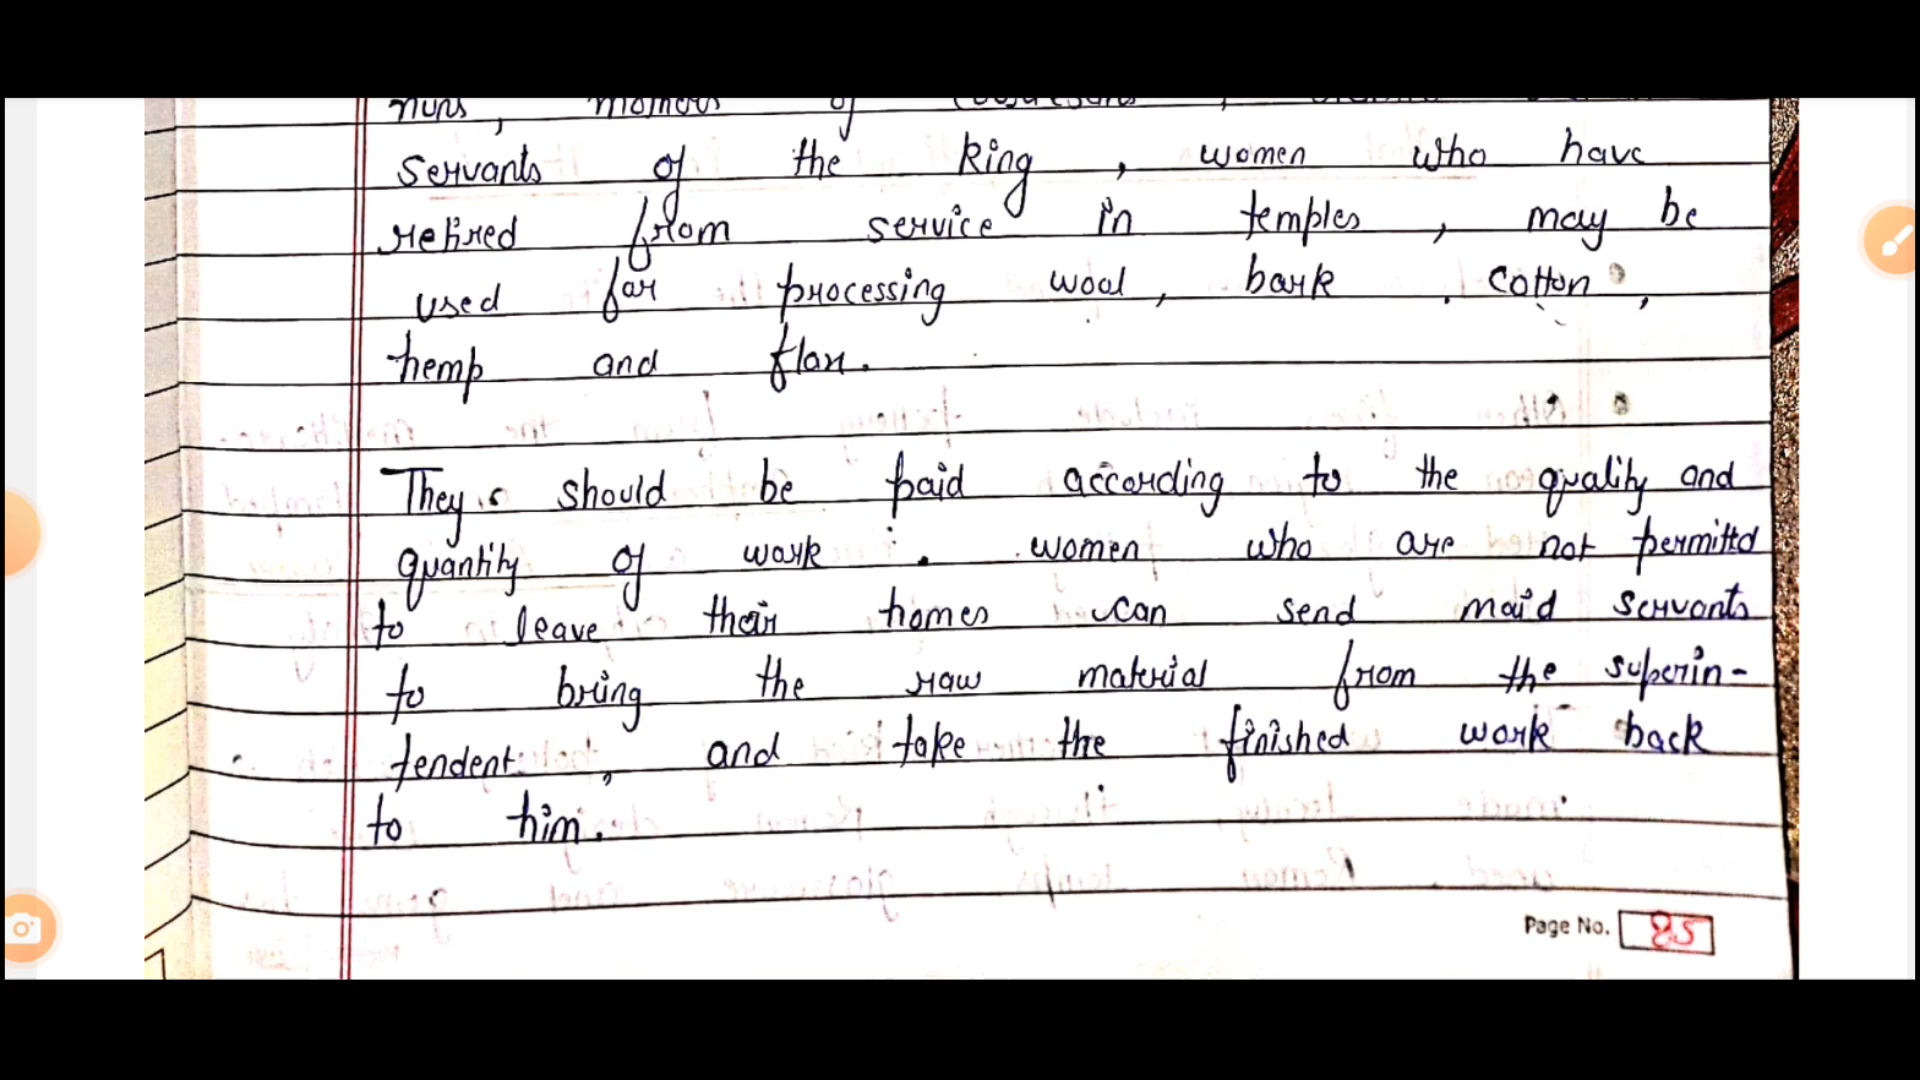 nuns, mothers of
servants of the king, women who have
retired from service in temples, may be
used for processing wool, bark, cotton,
hemp and flax.
They should be paid according to the quality and
quantity of work. women who are not permitted
to leave their homes can send maid servants
to bring the raw material from the superin-
tendent, and take the finished work back
to him.
Page No. 85